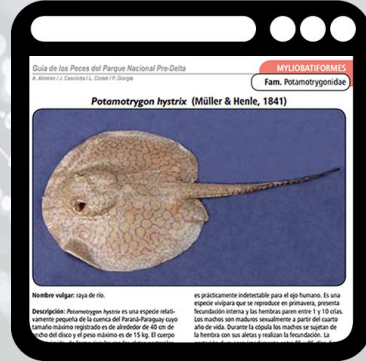 Guía de los Peces del Parque Nacional Pre-Delta
A. Almirón / J. Casciotta / L. Ciotek / P. Giorgis
MYLIOBATIFORMES
Fam. Potamotrygonidae
Potamotrygon hystrix (Müller & Henle, 1841)
Nombre vulgar: raya de río.
Descripción: Potamotrygon hystrix es una especie relati-
vamente pequeña de la cuenca del Paraná-Paraguay cuyo
tamaño máximo registrado es de alrededor de 40 cm de
ancho del disco y el peso máximo es de 15 kg. El cuerpo
es prácticamente indetectable para el ojo humano. Es una
especie vivípara que se reproduce en primavera, presenta
fecundación interna y las hembras paren entre 1 y 10 crías.
Los machos son maduros sexualmente a partir del cuarto
año de vida. Durante la cópula los machos se sujetan de
la hembra con sus aletas y realizan la fecundación. La